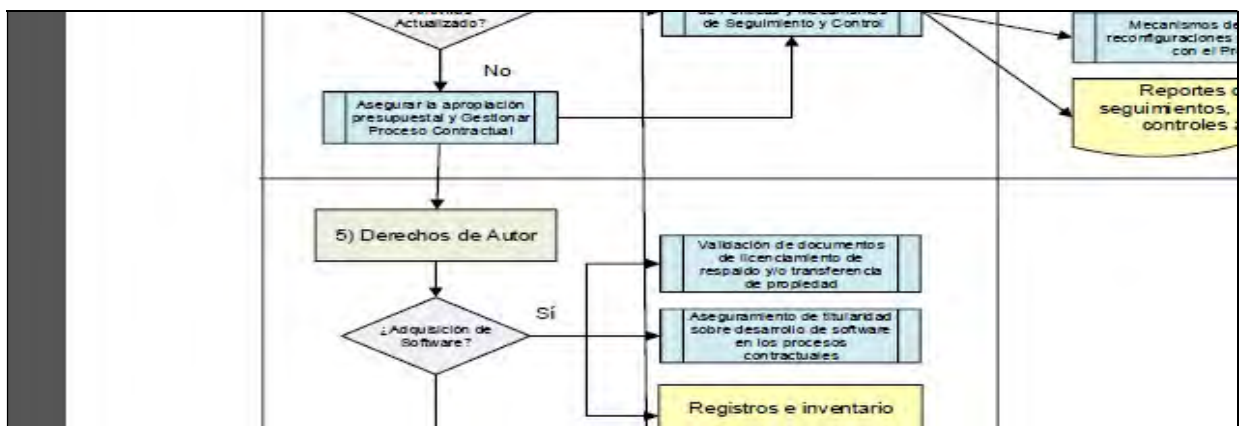 Actualizado?
de Seguimiento y Control
Mecanismos de
reconfiguraciones
con el Pr
No
Asegurar la apropiación
presupuestal y Gestionar
Proceso Contractual
Reportes
seguimientos,
controles a
5) Derechos de Autor
Validación de documentos
de licenciamiento de
respaldo y/o transferencia
de propiedad
Sí
¿Adquisición de
Software?
Aseguramiento de titularidad
sobre desarrollo de software
en los procesos
contractuales
Registros e inventario